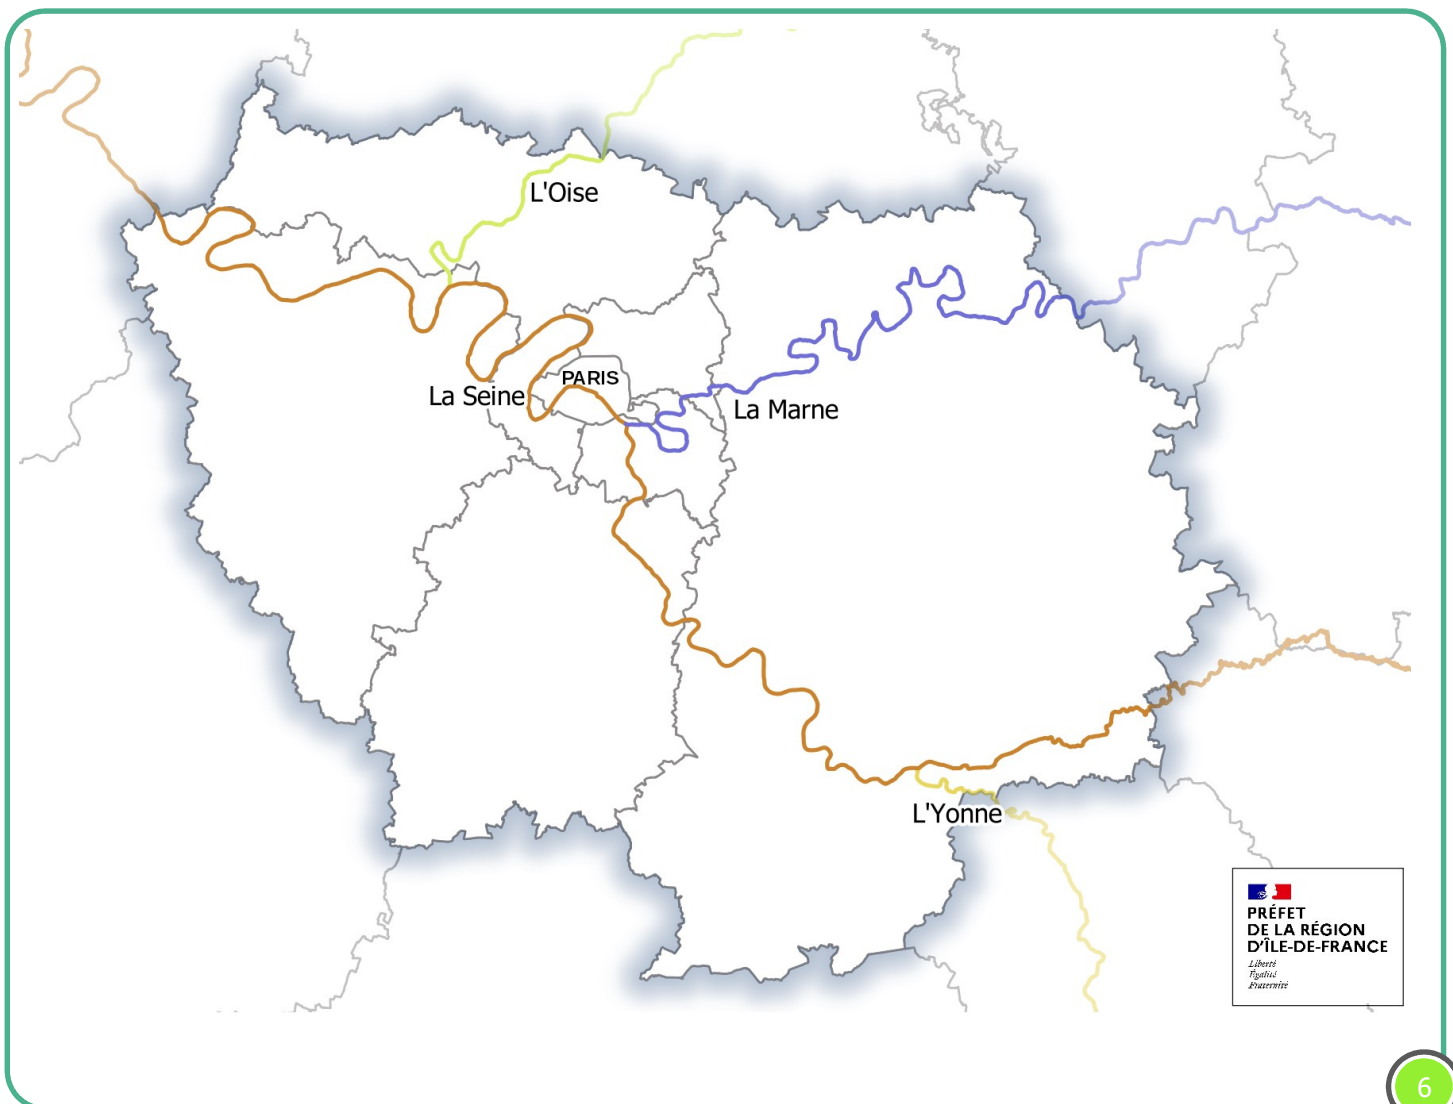 L'Oise
PARIS
La Seine
La Marne
L'Yonne
PRÉFET
DE LA RÉGION
D'ÎLE-DE-FRANCE
Liberté
Égalité
Fraternité
6